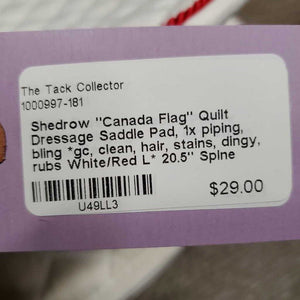 The Tack Collector
1000997-181
Shedrow "Canada Flag" Quilt
Dressage Saddle Pad, 1x piping,
bling *gc, clean, hair, stains, dingy,
rubs White/Red L* 20.5" Spine
$29.00
U49LL3